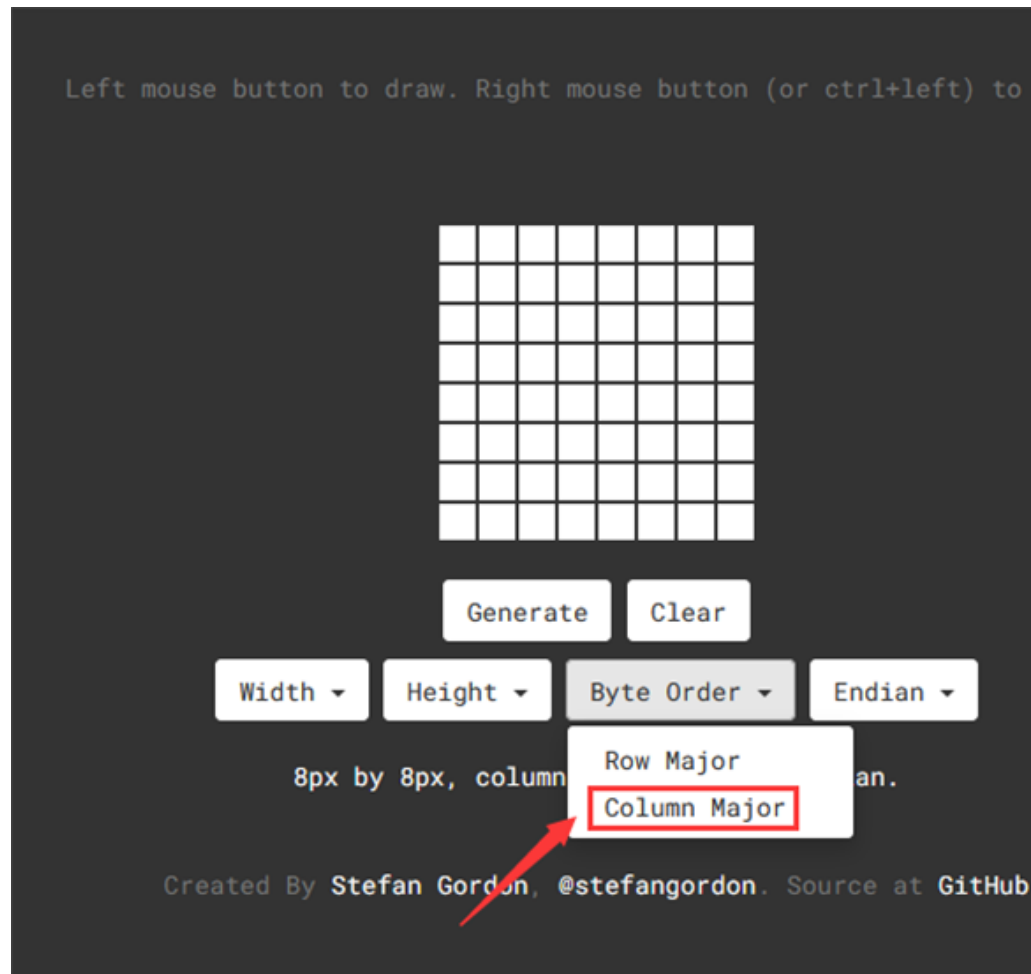 Left mouse button to draw. Right mouse button (or ctrl+left) to
Generate Clear
Width Height Byte Order Endian
Row Major
8px by 8px, column an.
Column Major
Created By Stefan Gordon, @stefangordon. Source at GitHub